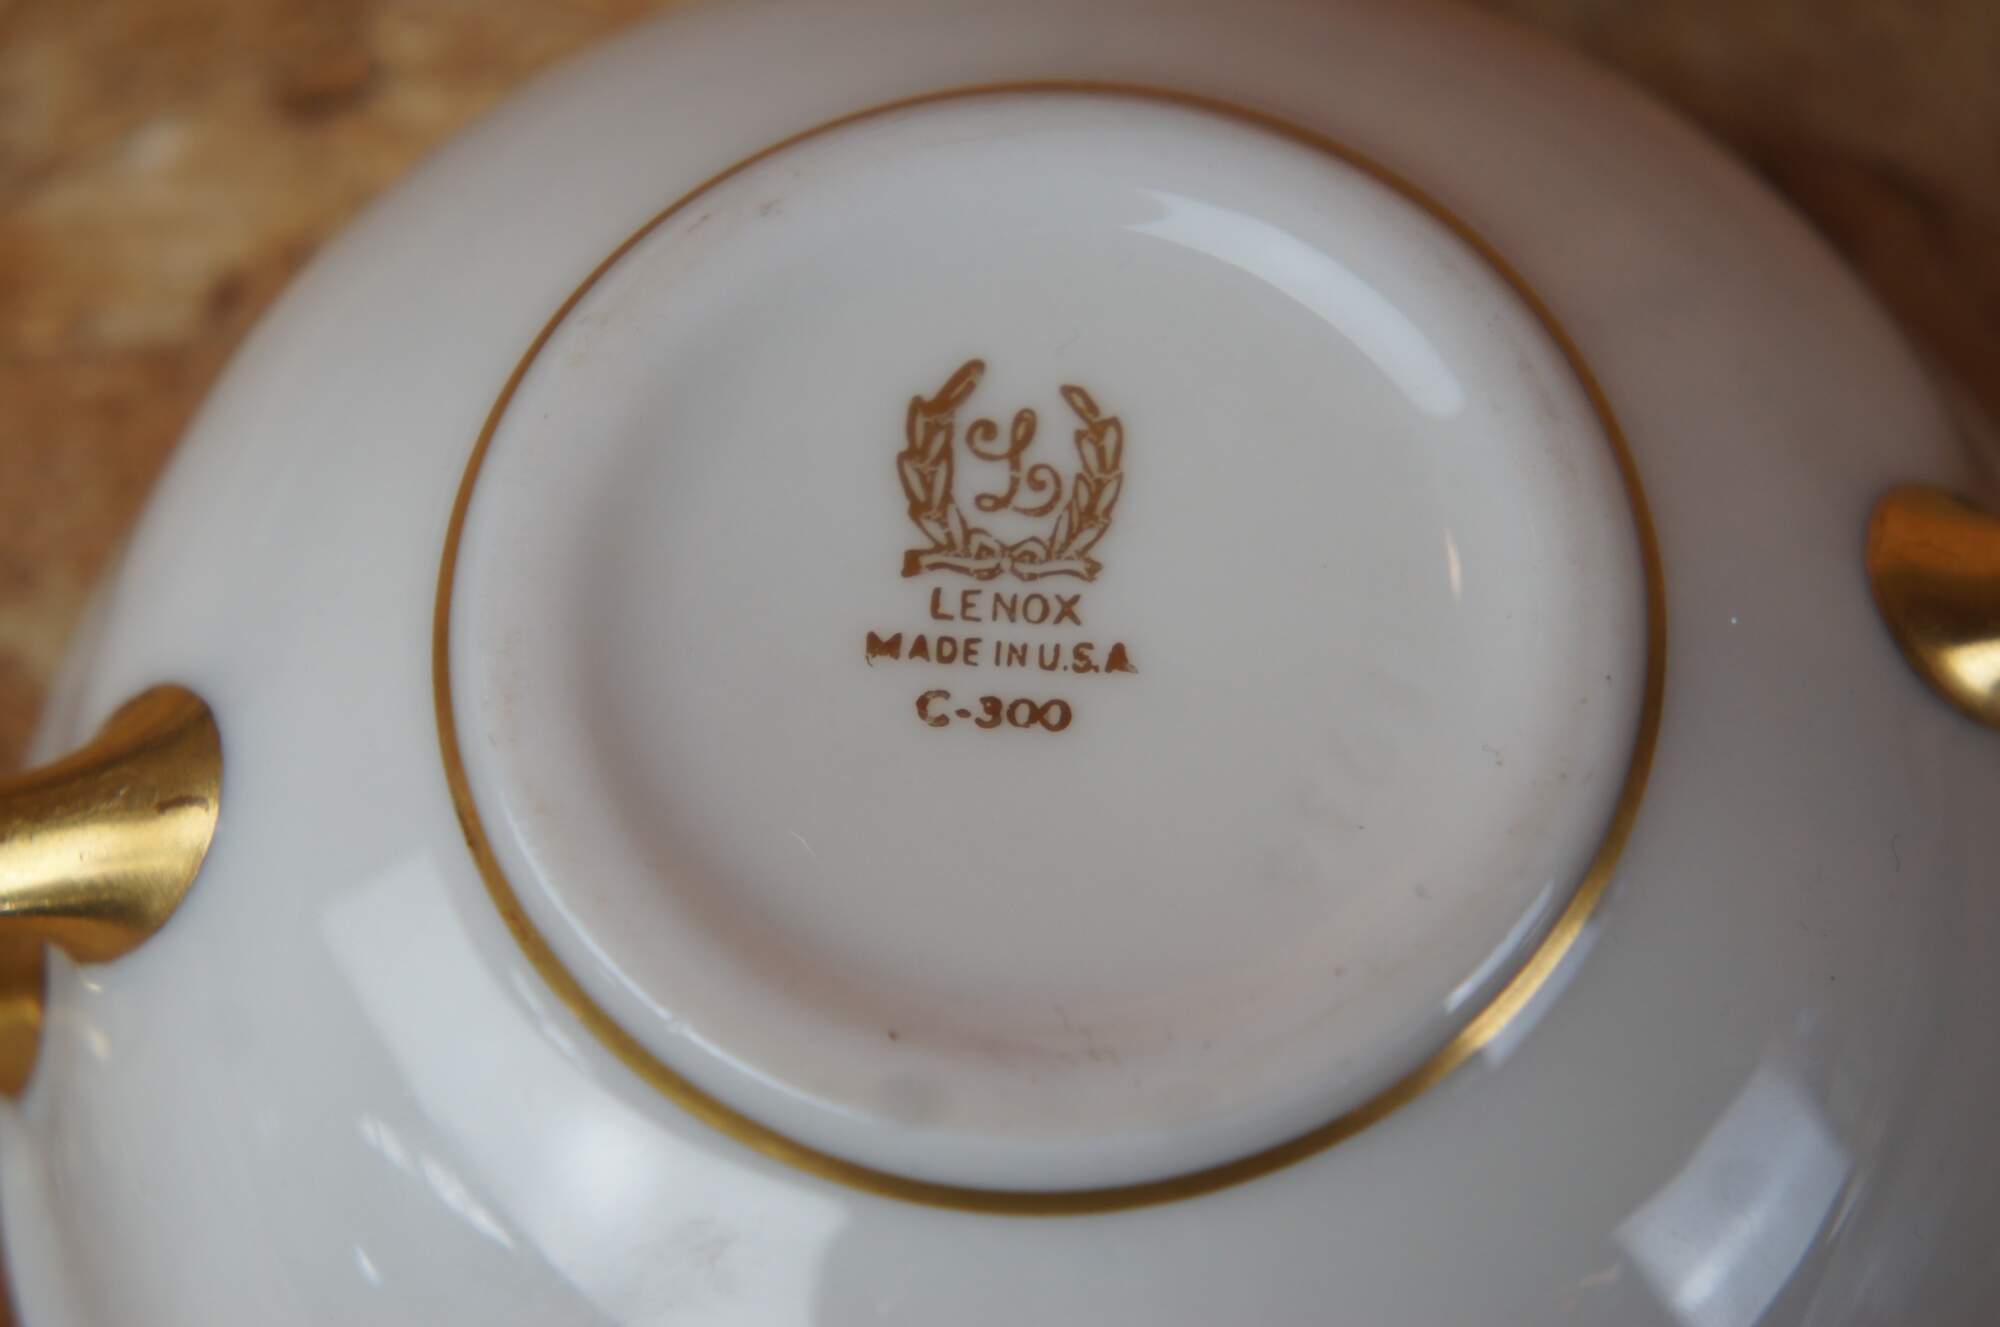 L
LENOX
MADE IN U.S.A
C-300